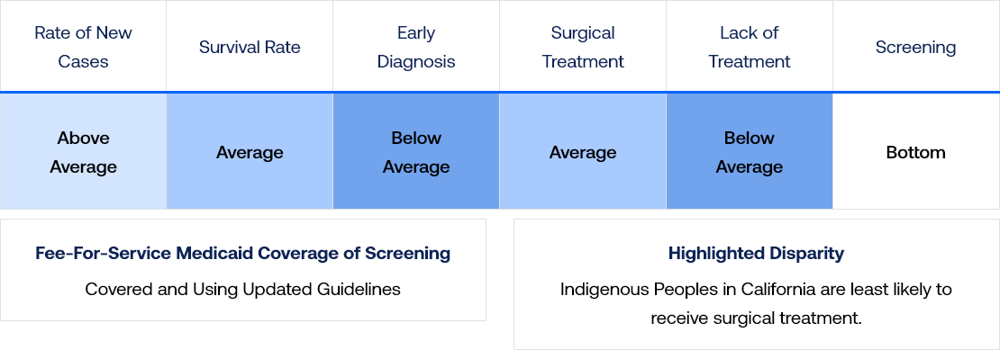 Rate of New
Cases
Survival Rate
Early
Diagnosis
Surgical
Treatment
Lack of
Treatment
Screening
Above
Average
Average
Below
Average
Average
Below
Average
Bottom
Fee-For-Service Medicaid Coverage of Screening
Covered and Using Updated Guidelines
Highlighted Disparity
Indigenous Peoples in California are least likely to
receive surgical treatment.